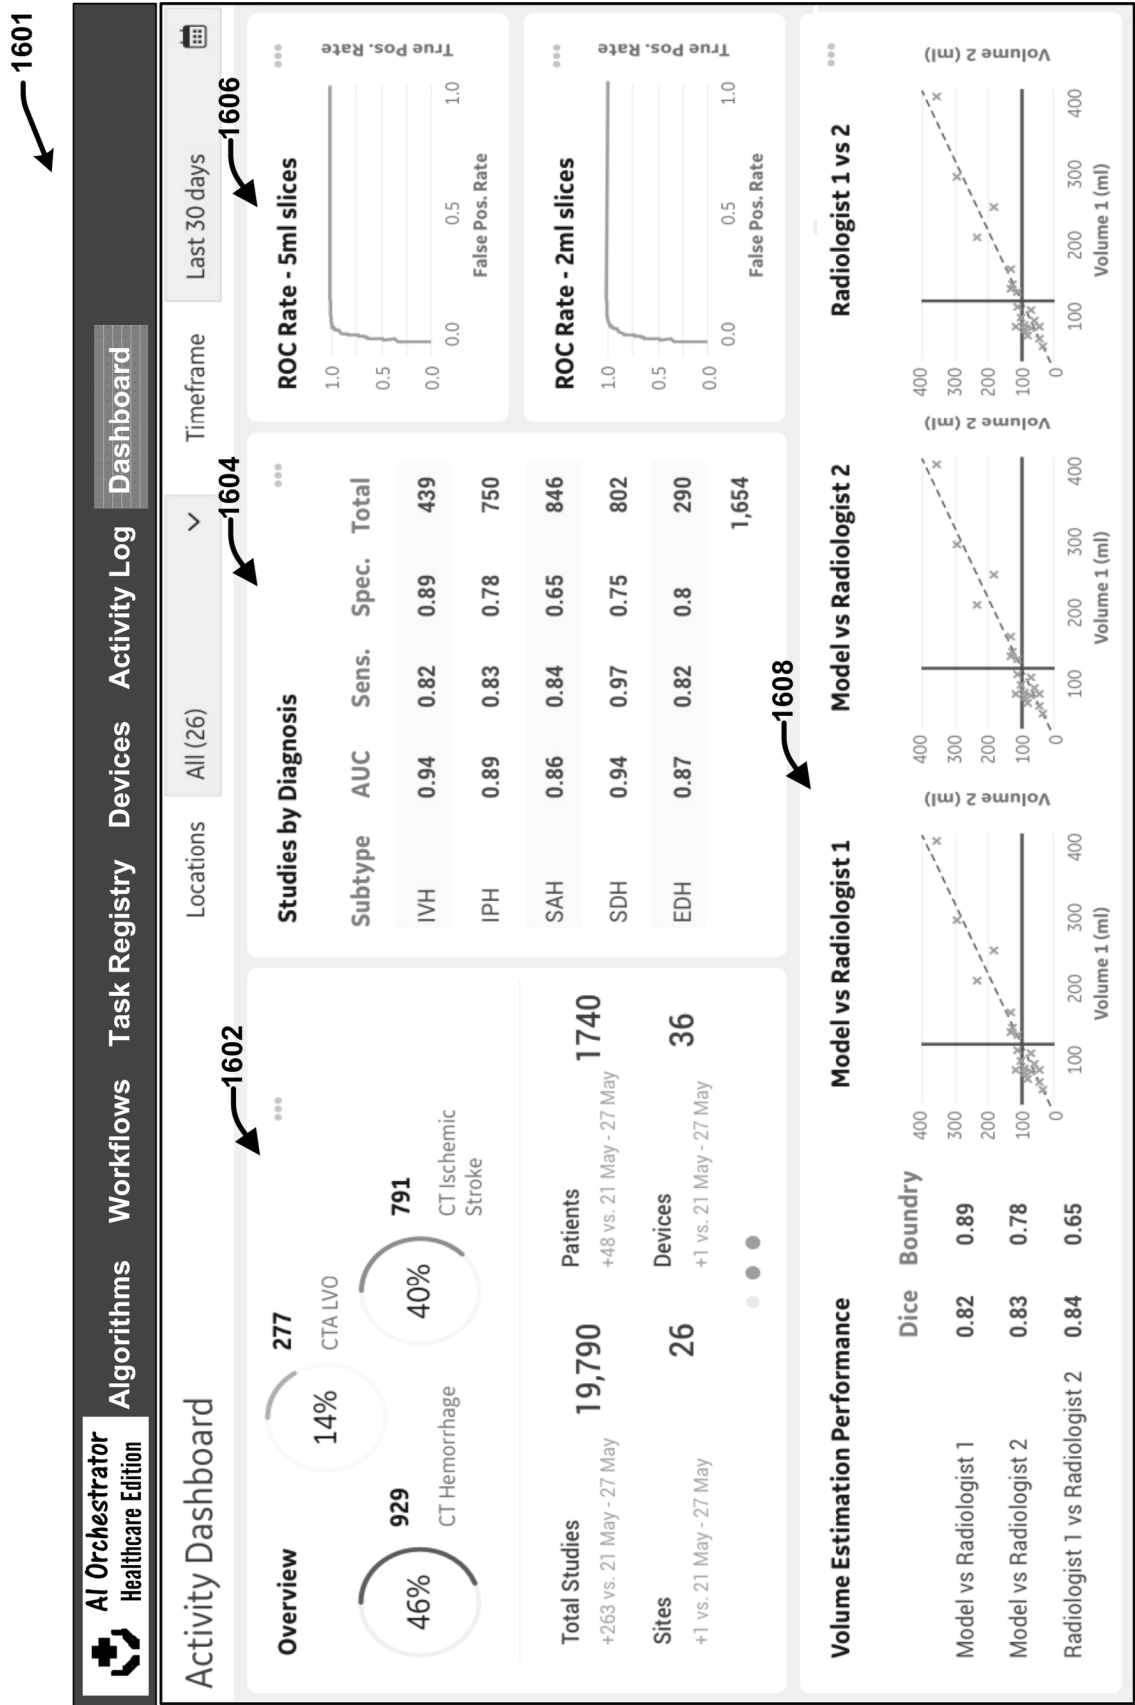 1601
AI Orchestrator
Healthcare Edition
Algorithms Workflows Task Registry Devices Activity Log Dashboard
Activity Dashboard
Locations All (26) Timeframe Last 30 days
1602
Overview
46%
929
CT Hemorrhage
14%
277
CTA LVO
40%
791
CT Ischemic
Stroke
Total Studies 19,790
+263 vs. 21 May - 27 May
Patients 1740
+48 vs. 21 May - 27 May
Sites 26
+1 vs. 21 May - 27 May
Devices 36
+1 vs. 21 May - 27 May
1604
Studies by Diagnosis
Subtype AUC Sens. Spec. Total
IVH 0.94 0.82 0.89 439
IPH 0.89 0.83 0.78 750
SAH 0.86 0.84 0.65 846
SDH 0.94 0.97 0.75 802
EDH 0.87 0.82 0.8 290
1,654
1606
ROC Rate - 5ml slices
1.0
0.5
0.0
True Pos. Rate
0.0 0.5 1.0
False Pos. Rate
ROC Rate - 2ml slices
1.0
0.5
0.0
True Pos. Rate
0.0 0.5 1.0
False Pos. Rate
1608
Volume Estimation Performance
Dice Boundry
Model vs Radiologist 1 0.82 0.89
Model vs Radiologist 2 0.83 0.78
Radiologist 1 vs Radiologist 2 0.84 0.65
Model vs Radiologist 1
400
300
200
100
0
Volume 2 (ml)
100 200 300 400
Volume 1 (ml)
Model vs Radiologist 2
400
300
200
100
0
Volume 2 (ml)
100 200 300 400
Volume 1 (ml)
Radiologist 1 vs 2
400
300
200
100
0
Volume 2 (ml)
100 200 300 400
Volume 1 (ml)